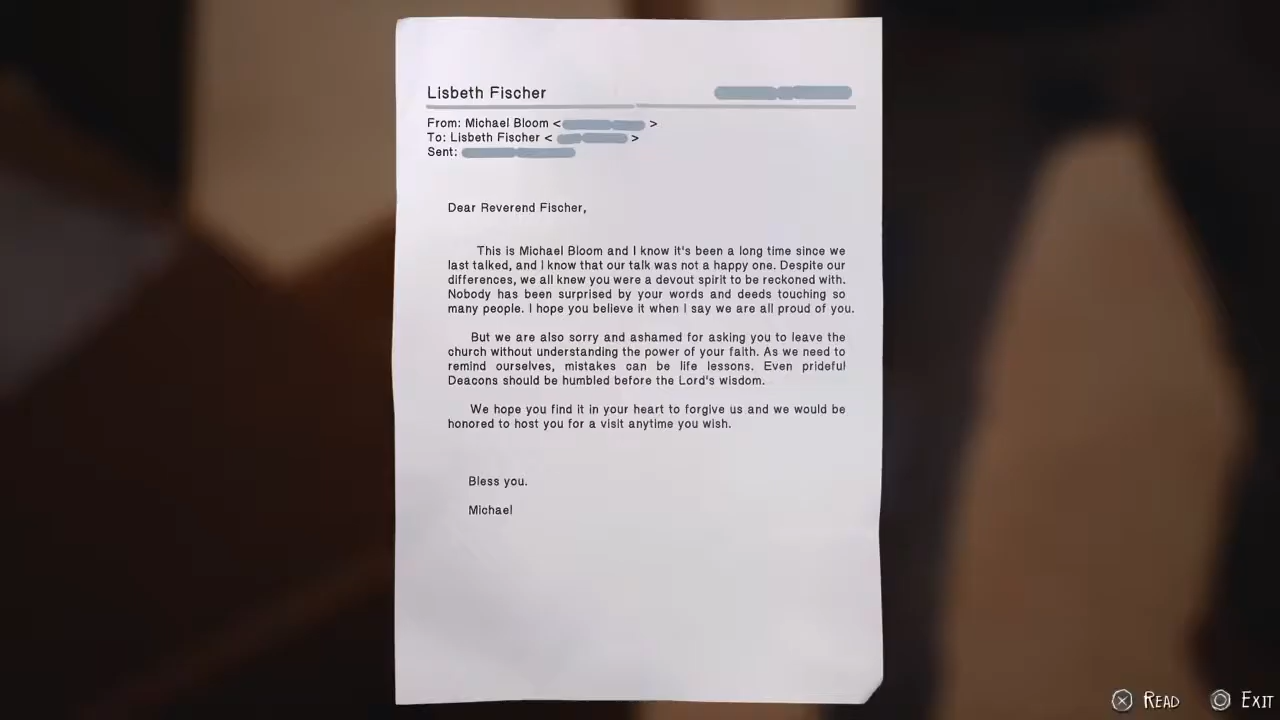 Lisbeth Fischer
From: Michael Bloom < >
To: Lisbeth Fischer < >
Sent:
Dear Reverend Fischer,
This is Michael Bloom and I know it's been a long time since we
last talked, and I know that our talk was not a happy one. Despite our
differences, we all knew you were a devout spirit to be reckoned with.
Nobody has been surprised by your words and deeds touching so
many people. I hope you believe it when I say we are all proud of you.
But we are also sorry and ashamed for asking you to leave the
church without understanding the power of your faith. As we need to
remind ourselves, mistakes can be life lessons. Even prideful
Deacons should be humbled before the Lord's wisdom.
We hope you find it in your heart to forgive us and we would be
honored to host you for a visit anytime you wish.
Bless you.
Michael
READ EXIT